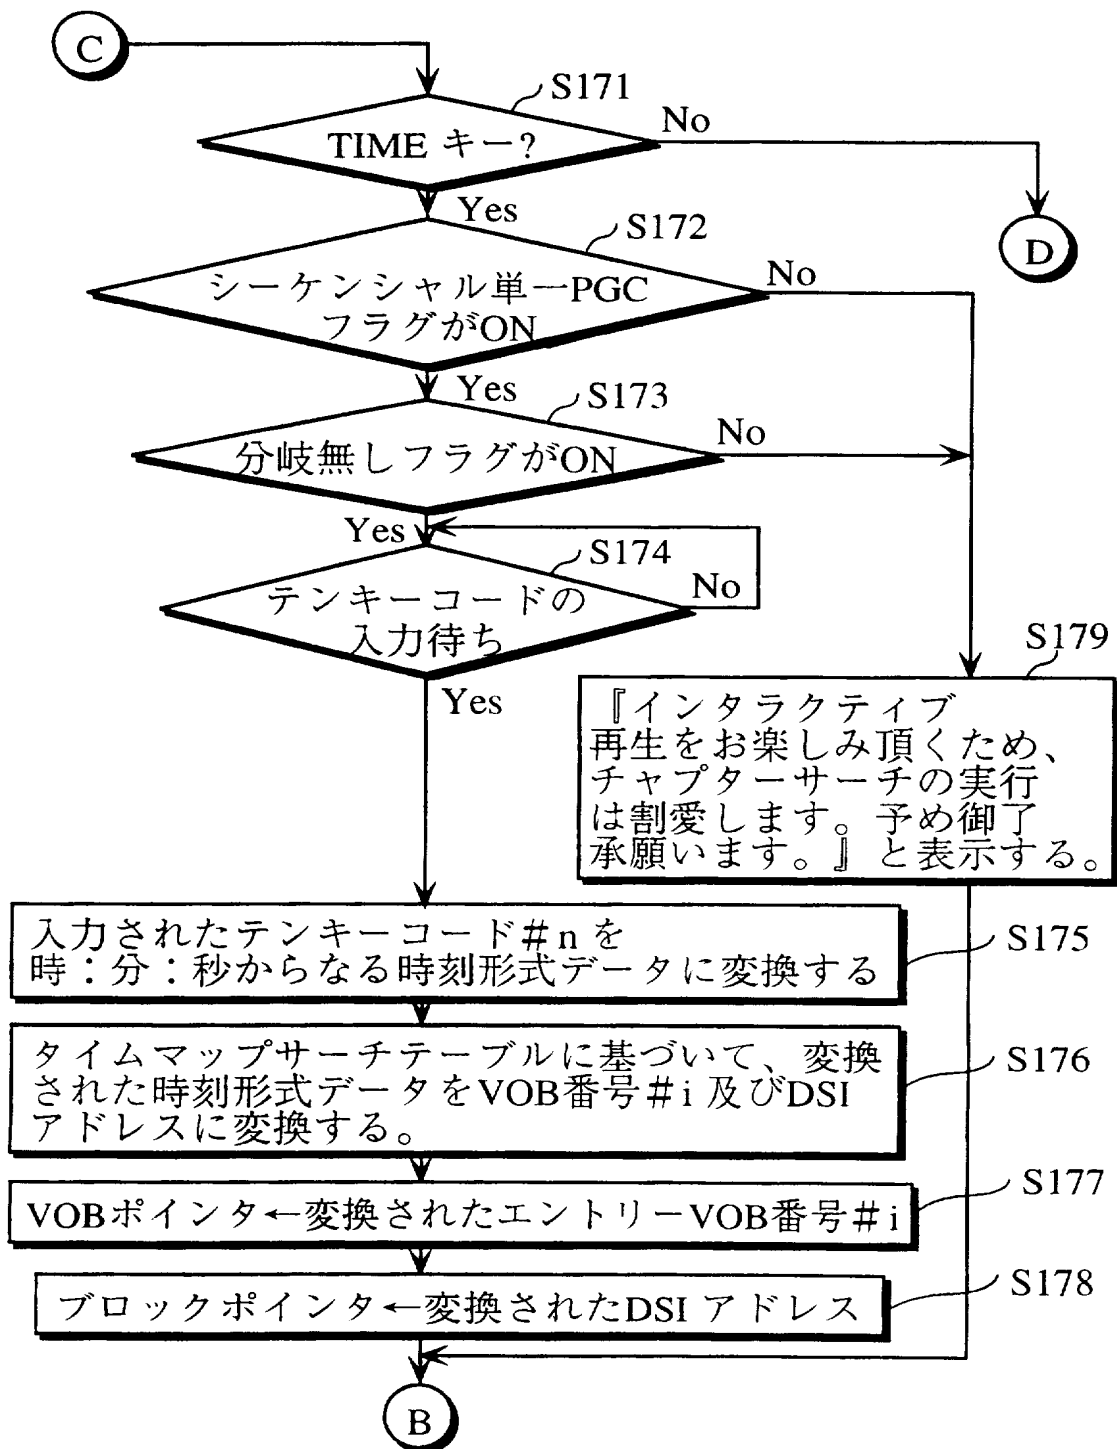 C
S171
TIME キー?
No
Yes
S172
D
シーケンシャル単一PGC
フラグがON
No
Yes
S173
分岐無しフラグがON
No
Yes
S174
テンキーコードの
入力待ち
No
Yes
S179
『インタラクティブ
再生をお楽しみ頂くため、
チャプターサーチの実行
は割愛します。予め御了
承願います。』と表示する。
入力されたテンキーコード#n を
時:分:秒からなる時刻形式データに変換する
S175
タイムマップサーチテーブルに基づいて、変換
された時刻形式データをVOB番号#i 及びDSI
アドレスに変換する。
S176
VOBポインタ←変換されたエントリーVOB番号#i
S177
ブロックポインタ←変換されたDSI アドレス
S178
B